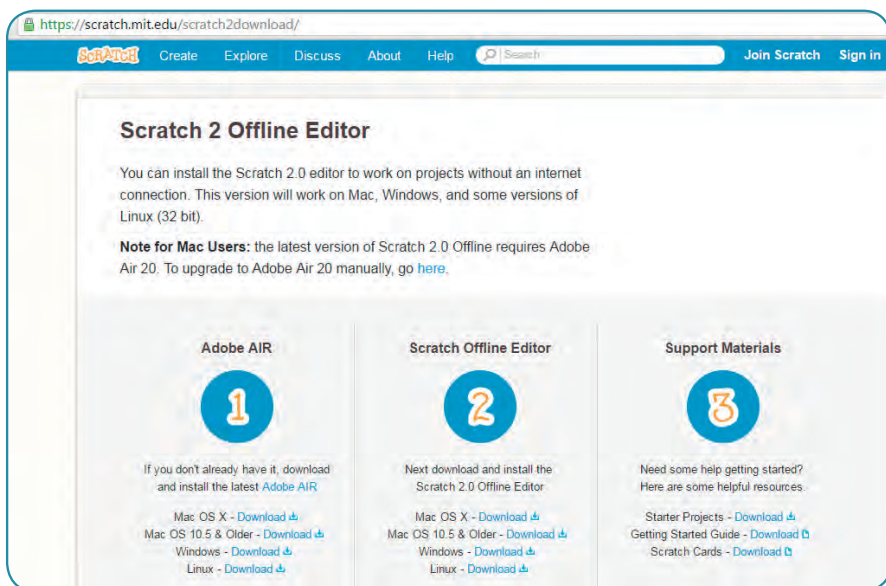 https://scratch.mit.edu/scratch2download/
SCRATCH Create Explore Discuss About Help Search Join Scratch Sign in
Scratch 2 Offline Editor
You can install the Scratch 2.0 editor to work on projects without an internet
connection. This version will work on Mac, Windows, and some versions of
Linux (32 bit).
Note for Mac Users: the latest version of Scratch 2.0 Offline requires Adobe
Air 20. To upgrade to Adobe Air 20 manually, go here.
Adobe AIR
1
If you don't already have it, download
and install the latest Adobe AIR
Mac OS X - Download
Mac OS 10.5 & Older - Download
Windows - Download
Linux - Download
Scratch Offline Editor
2
Next download and install the
Scratch 2.0 Offline Editor
Mac OS X - Download
Mac OS 10.5 & Older - Download
Windows - Download
Linux - Download
Support Materials
3
Need some help getting started?
Here are some helpful resources.
Starter Projects - Download
Getting Started Guide - Download
Scratch Cards - Download